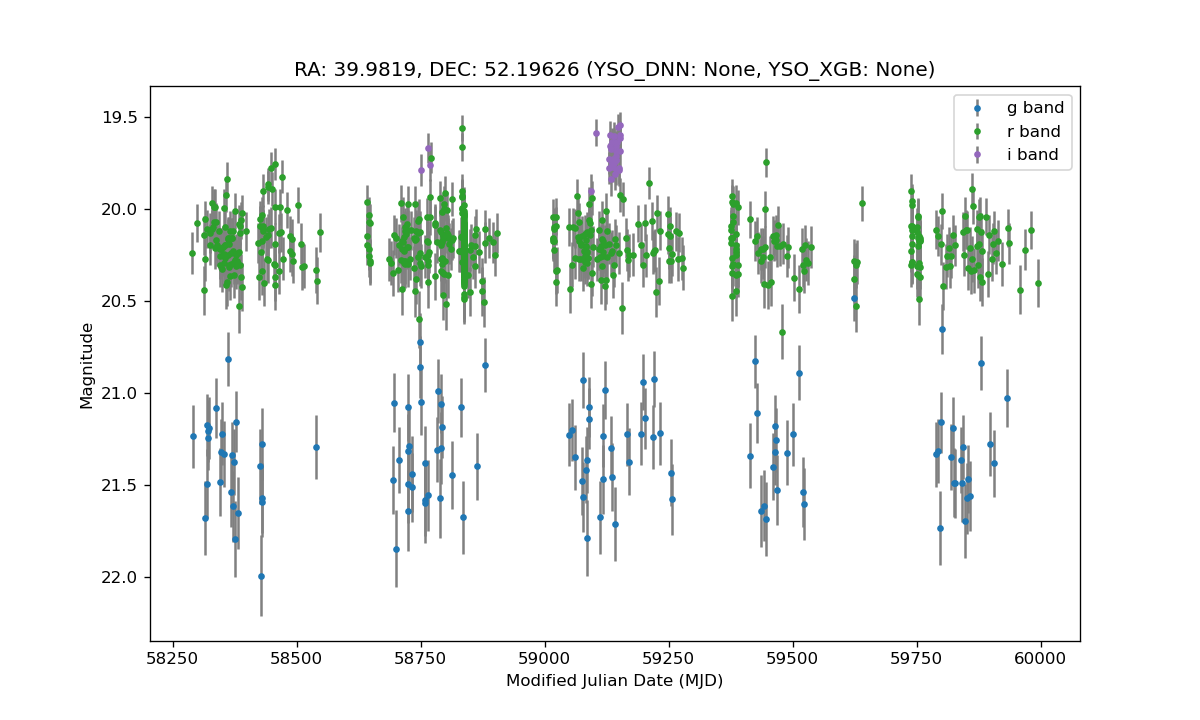 RA: 39.9819, DEC: 52.19626 (YSO_DNN: None, YSO_XGB: None)
g band
r band
i band
19.5
20.0
20.5
21.0
21.5
22.0
Magnitude
58250 58500 58750 59000 59250 59500 59750 60000
Modified Julian Date (MJD)